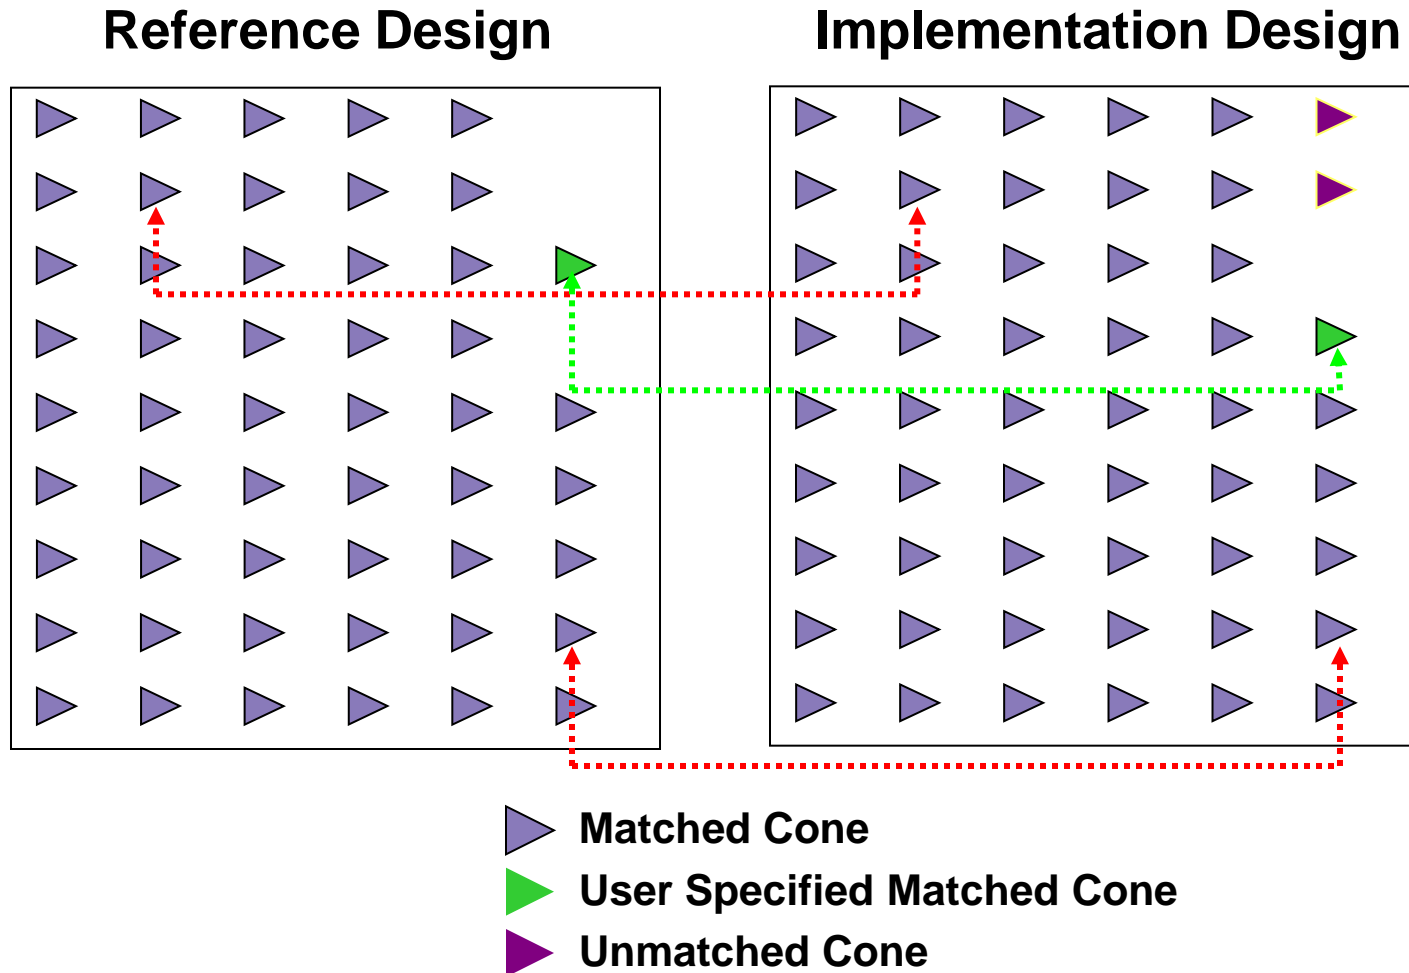 Reference Design
Implementation Design
Matched Cone
User Specified Matched Cone
Unmatched Cone